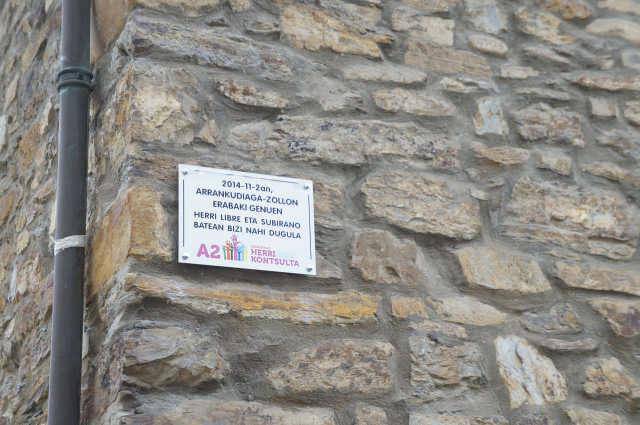 2014-11-2an,
ARRANKUDIAGA-ZOLLON
ERABAKI GENUEN
HERRI LIBRE ETA SUBIRANO
BATEAN BIZI NAHI DUGULA
A2
HERRI
KONTSULTA